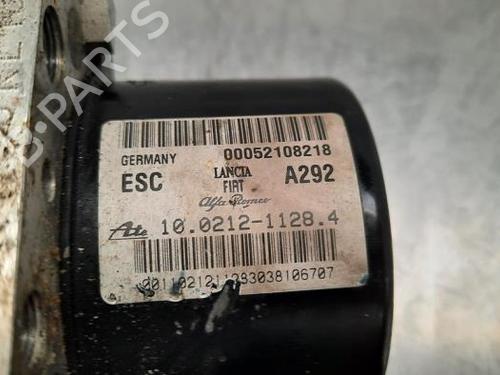 B-PARTS
GERMANY 00052108218
ESC LANCIA A292
FIAT
Alfa Romeo
Ate 10.0212-1128.4